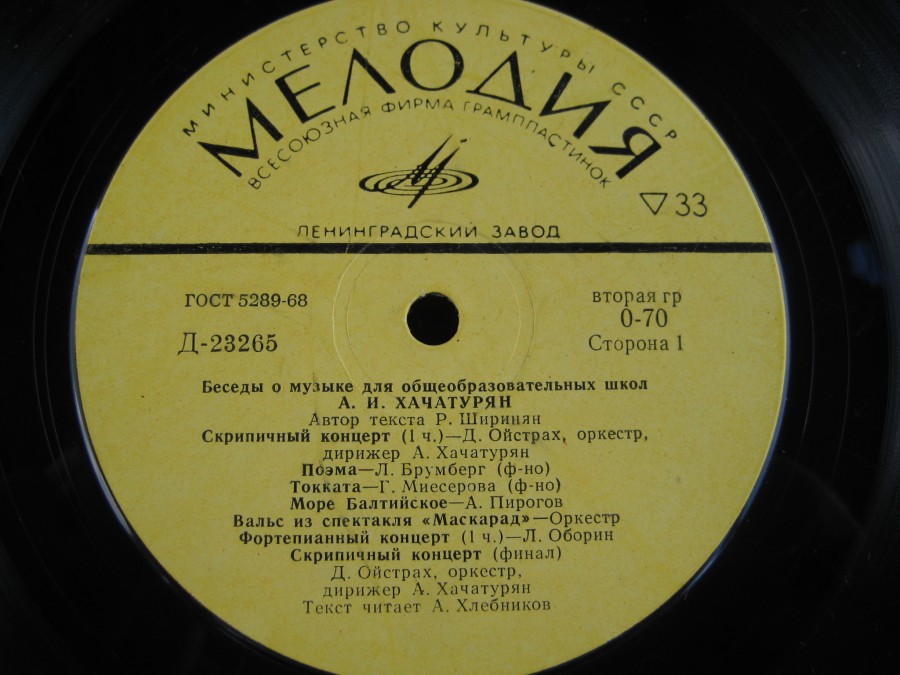 МИНИСТЕРСТВО КУЛЬТУРЫ СССР
МЕЛОДИЯ
ВСЕСОЮЗНАЯ ФИРМА ГРАМПЛАСТИНОК
33
ЛЕНИНГРАДСКИЙ ЗАВОД
ГОСТ 5289-68
вторая гр
0-70
Д-23265
Сторона 1
Беседы о музыке для общеобразовательных школ
А. И. ХАЧАТУРЯН
Автор текста Р. Ширинян
Скрипичный концерт (1 ч.)—Д. Ойстрах, оркестр,
дирижер А. Хачатурян
Поэма—Л. Брумберг (ф-но)
Токката—Г. Миесерова (ф-но)
Море Балтийское—А. Пирогов
Вальс из спектакля «Маскарад»—Оркестр
Фортепианный концерт (1 ч.)—Л. Оборин
Скрипичный концерт (финал)
Д. Ойстрах, оркестр,
дирижер А. Хачатурян
Текст читает А. Хлебников